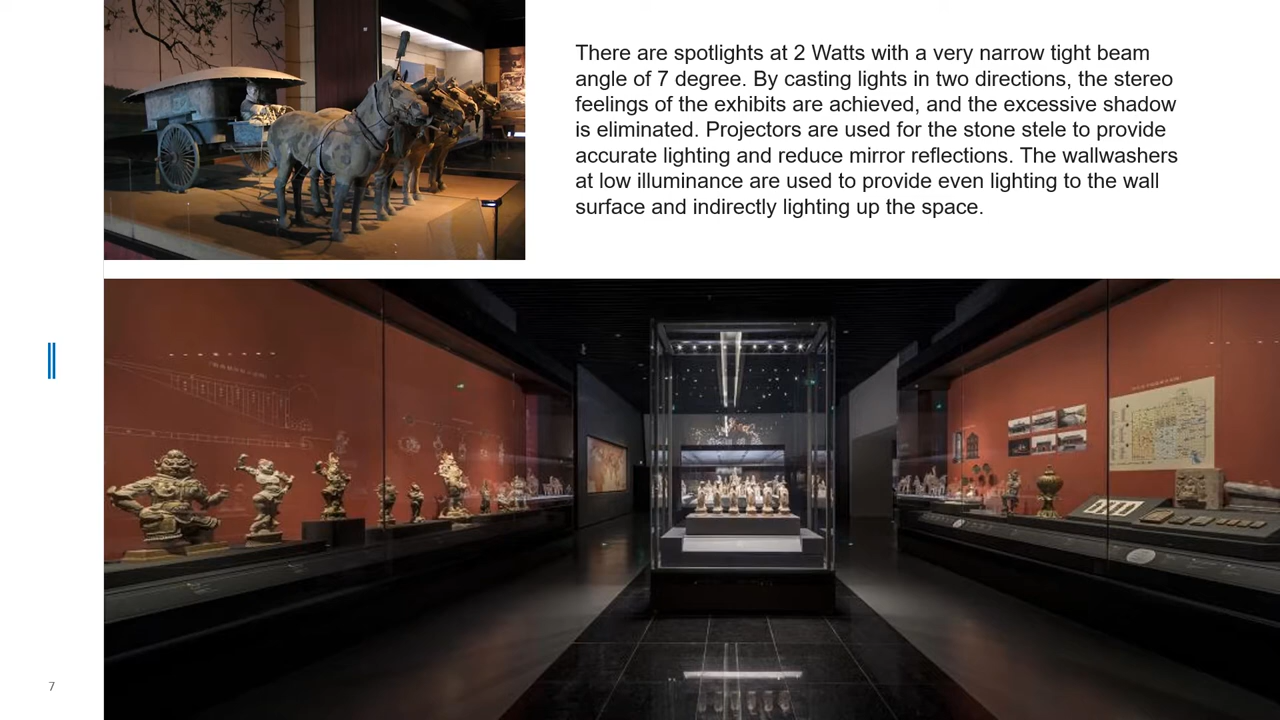 There are spotlights at 2 Watts with a very narrow tight beam
angle of 7 degree. By casting lights in two directions, the stereo
feelings of the exhibits are achieved, and the excessive shadow
is eliminated. Projectors are used for the stone stele to provide
accurate lighting and reduce mirror reflections. The wallwashers
at low illuminance are used to provide even lighting to the wall
surface and indirectly lighting up the space.
7